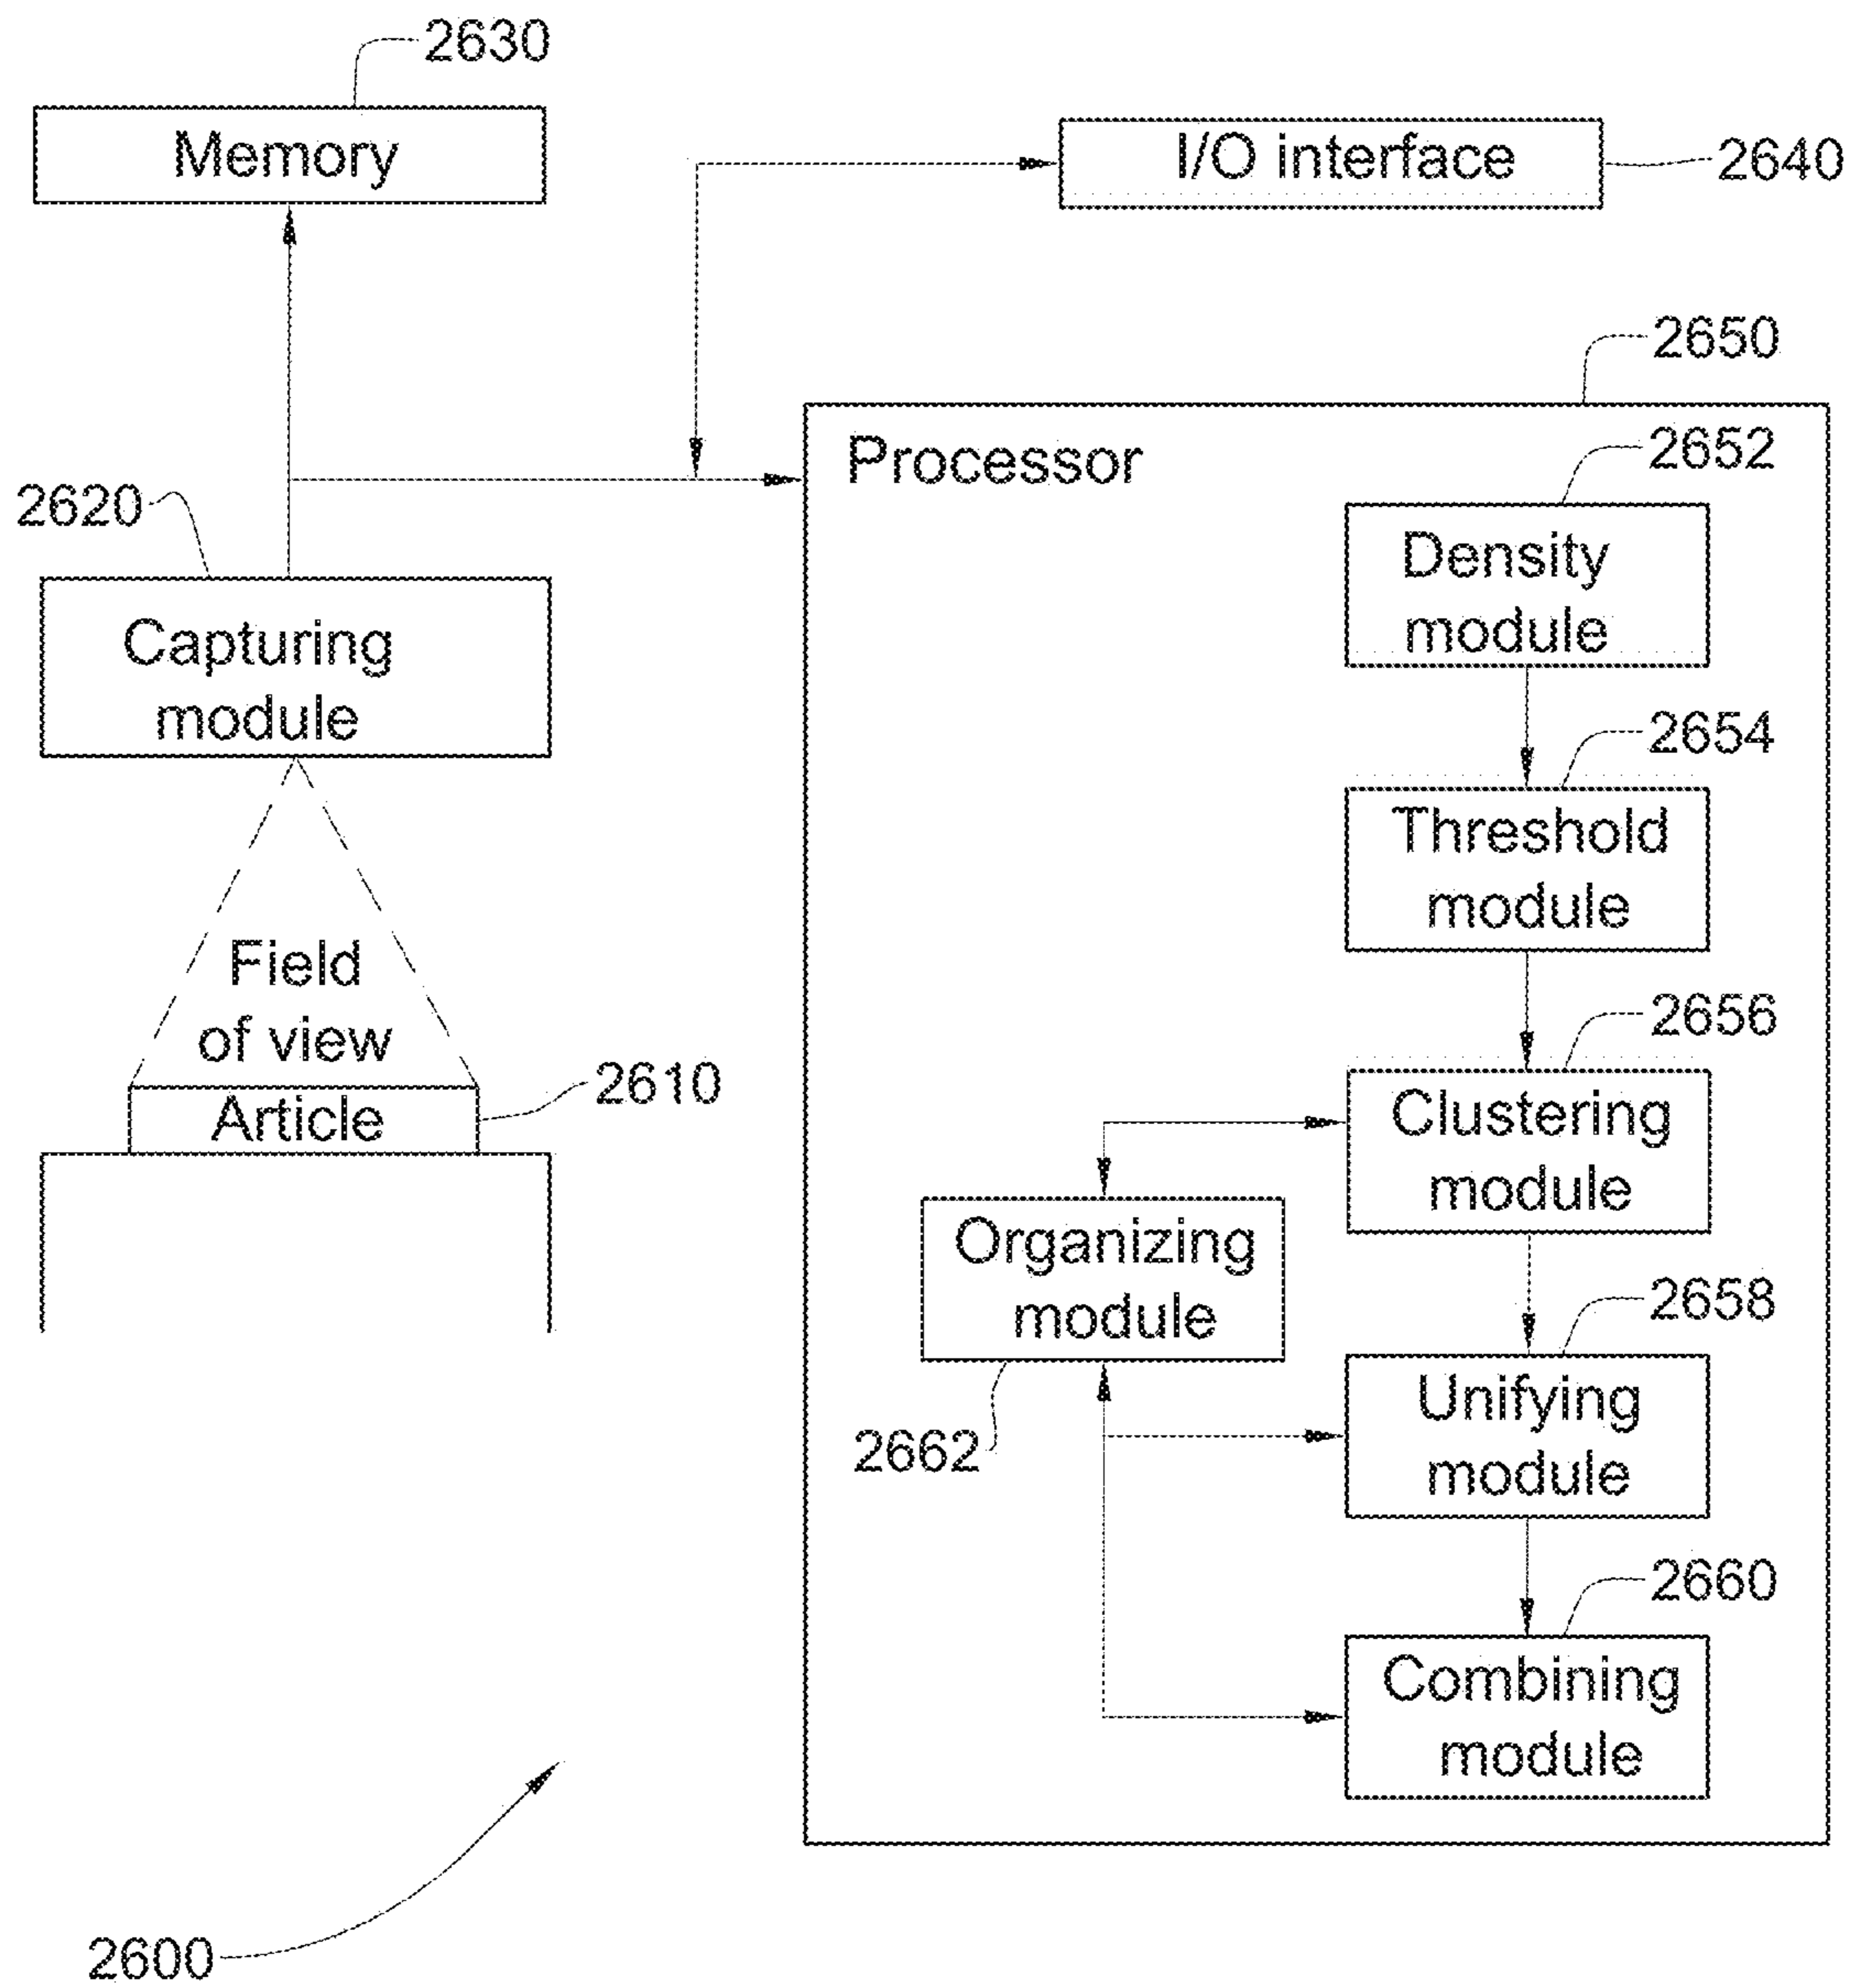 2630
Memory
I/O interface
2640
2650
Processor
2652
2620
Density
module
Capturing
module
2654
Threshold
module
Field
of view
2656
2610
Article
Clustering
module
Organizing
module
2658
Unifying
module
2662
2660
Combining
module
2600